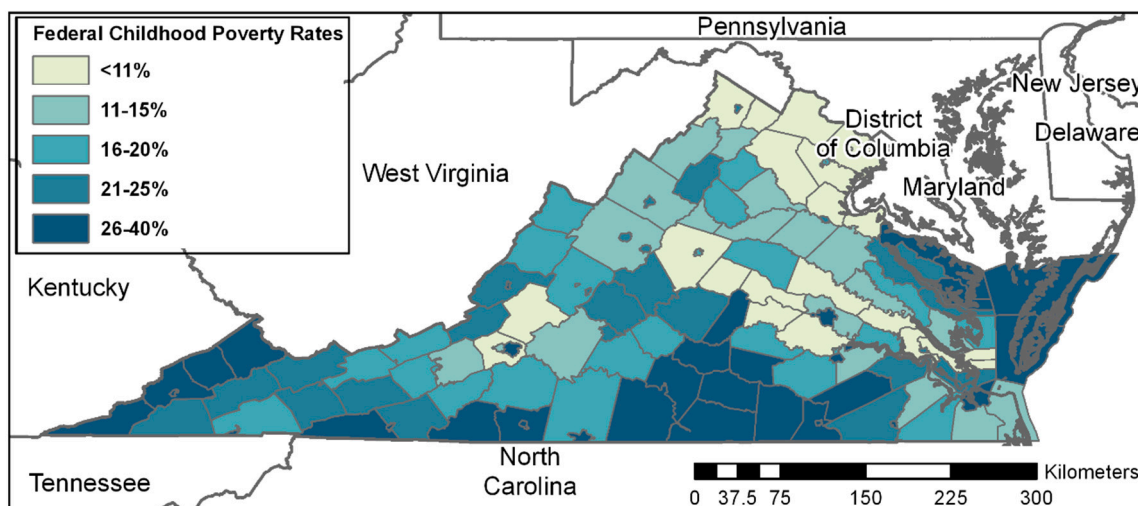 Federal Childhood Poverty Rates
<11%
11-15%
16-20%
21-25%
26-40%
Pennsylvania
New Jersey
District
of Columbia
Delaware
West Virginia
Maryland
Kentucky
North
Carolina
Tennessee
Kilometers
0 37.5 75 150 225 300